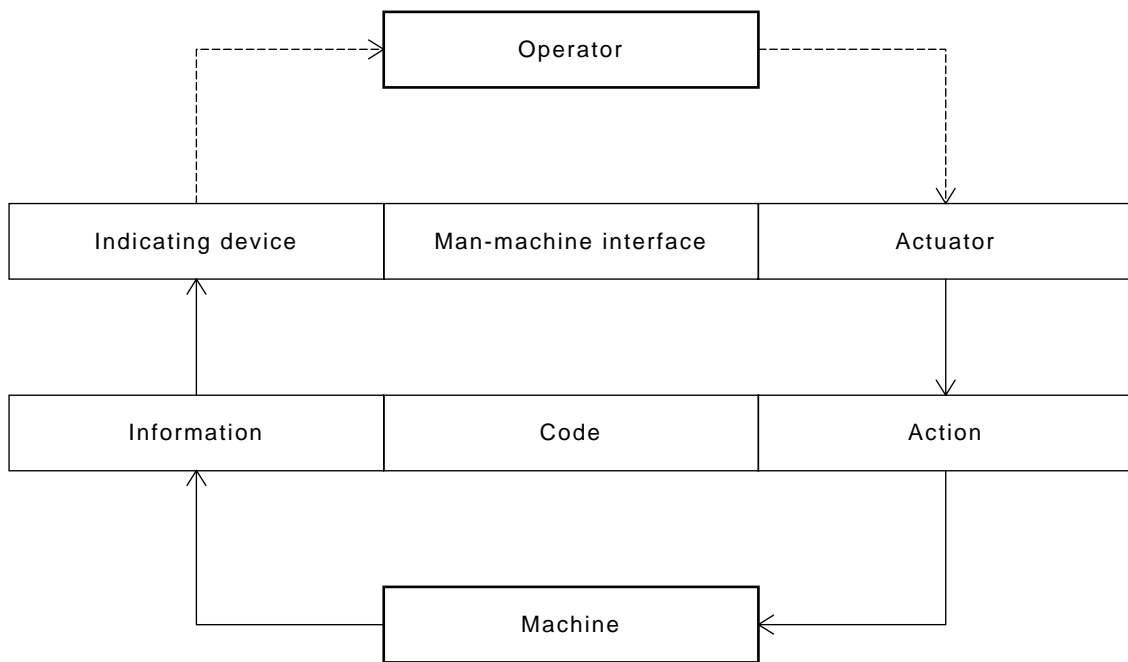 Operator
Indicating device
Man-machine interface
Actuator
Information
Code
Action
Machine